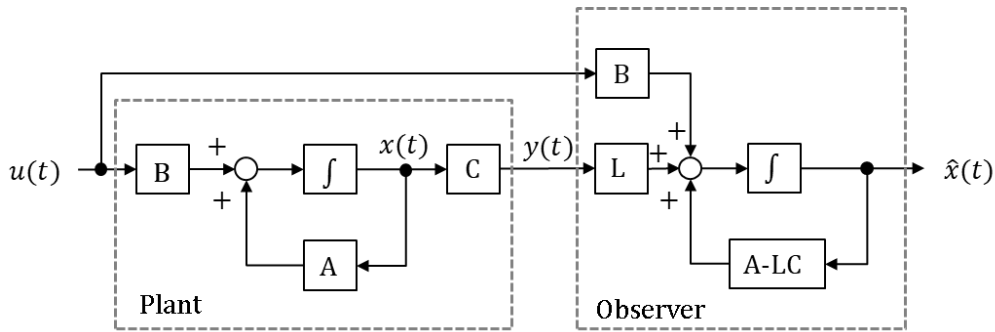 B
u(t)
B
+
+
∫
x(t)
C
y(t)
L
+
+
+
∫
x̂(t)
A
A-LC
Plant
Observer